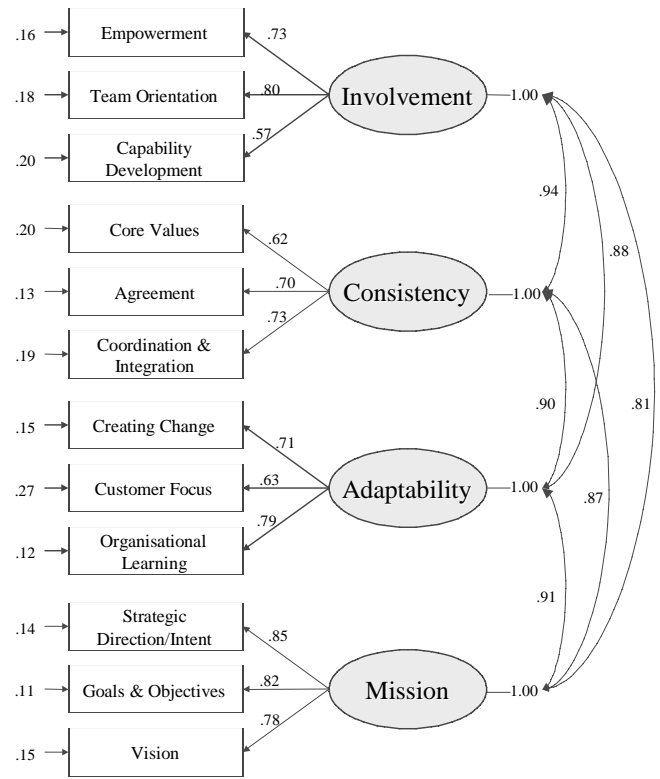 .16
Empowerment
.73
.18
Team Orientation
.80
Involvement
1.00
.20
Capability
Development
.57
.94
.88
.20
Core Values
.62
.13
Agreement
.70
Consistency
1.00
.19
Coordination &
Integration
.73
.90
.81
.15
Creating Change
.71
.27
Customer Focus
.63
Adaptability
1.00
.87
.12
Organisational
Learning
.79
.91
.14
Strategic
Direction/Intent
.85
.11
Goals & Objectives
.82
Mission
1.00
.15
Vision
.78